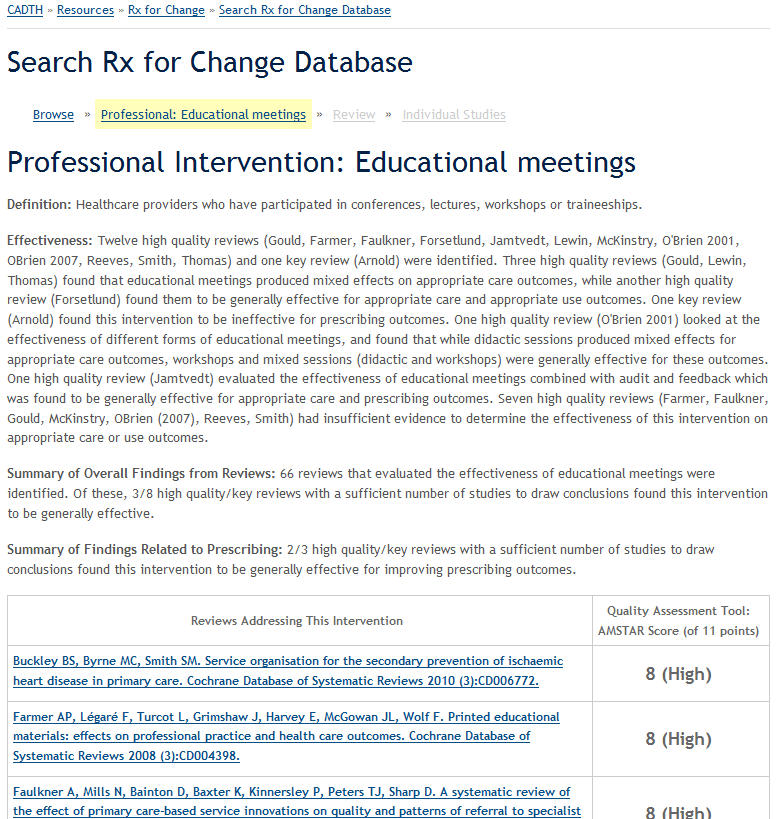 CADTH » Resources » Rx for Change » Search Rx for Change Database
Search Rx for Change Database
Browse » Professional: Educational meetings » Review » Individual Studies
Professional Intervention: Educational meetings
Definition: Healthcare providers who have participated in conferences, lectures, workshops or traineeships.
Effectiveness: Twelve high quality reviews (Gould, Farmer, Faulkner, Forsetlund, Jamtvedt, Lewin, McKinstry, O'Brien 2001,
OBrien 2007, Reeves, Smith, Thomas) and one key review (Arnold) were identified. Three high quality reviews (Gould, Lewin,
Thomas) found that educational meetings produced mixed effects on appropriate care outcomes, while another high quality
review (Forsetlund) found them to be generally effective for appropriate care and appropriate use outcomes. One key review
(Arnold) found this intervention to be ineffective for prescribing outcomes. One high quality review (O'Brien 2001) looked at the
effectiveness of different forms of educational meetings, and found that while didactic sessions produced mixed effects for
appropriate care outcomes, workshops and mixed sessions (didactic and workshops) were generally effective for these outcomes.
One high quality review (Jamtvedt) evaluated the effectiveness of educational meetings combined with audit and feedback which
was found to be generally effective for appropriate care and prescribing outcomes. Seven high quality reviews (Farmer, Faulkner,
Gould, McKinstry, OBrien (2007), Reeves, Smith) had insufficient evidence to determine the effectiveness of this intervention on
appropriate care or use outcomes.
Summary of Overall Findings from Reviews: 66 reviews that evaluated the effectiveness of educational meetings were
identified. Of these, 3/8 high quality/key reviews with a sufficient number of studies to draw conclusions found this intervention
to be generally effective.
Summary of Findings Related to Prescribing: 2/3 high quality/key reviews with a sufficient number of studies to draw
conclusions found this intervention to be generally effective for improving prescribing outcomes.
Reviews Addressing This Intervention
Quality Assessment Tool:
AMSTAR Score (of 11 points)
Buckley BS, Byrne MC, Smith SM. Service organisation for the secondary prevention of ischaemic
heart disease in primary care. Cochrane Database of Systematic Reviews 2010 (3):CD006772.
8 (High)
Farmer AP, Légaré F, Turcot L, Grimshaw J, Harvey E, McGowan JL, Wolf F. Printed educational
materials: effects on professional practice and health care outcomes. Cochrane Database of
Systematic Reviews 2008 (3):CD004398.
8 (High)
Faulkner A, Mills N, Bainton D, Baxter K, Kinnersley P, Peters TJ, Sharp D. A systematic review of
the effect of primary care-based service innovations on quality and patterns of referral to specialist
8 (High)